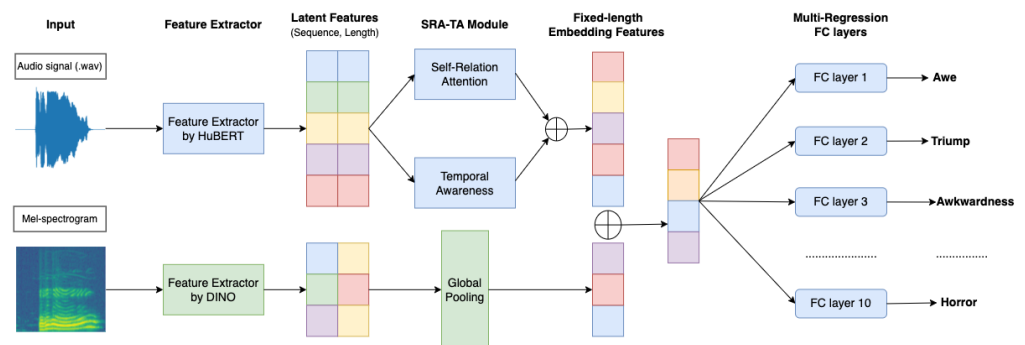 Input
Feature Extractor
Latent Features
(Sequence, Length)
SRA-TA Module
Fixed-length
Embedding Features
Multi-Regression
FC layers
Audio signal (.wav)
Feature Extractor
by HuBERT
Self-Relation
Attention
Temporal
Awareness
FC layer 1
Awe
FC layer 2
Triump
FC layer 3
Awkwardness
Mel-spectrogram
Feature Extractor
by DINO
Global
Pooling
....................
..............
FC layer 10
Horror